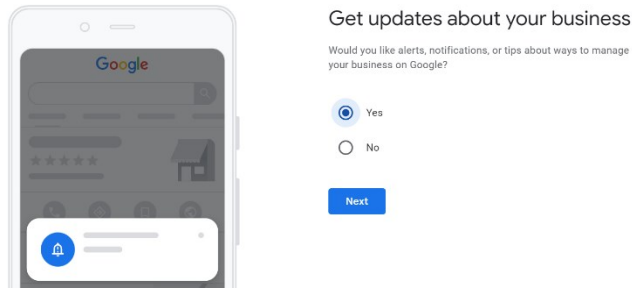 Google
Get updates about your business
Would you like alerts, notifications, or tips about ways to manage
your business on Google?
Yes
No
Next